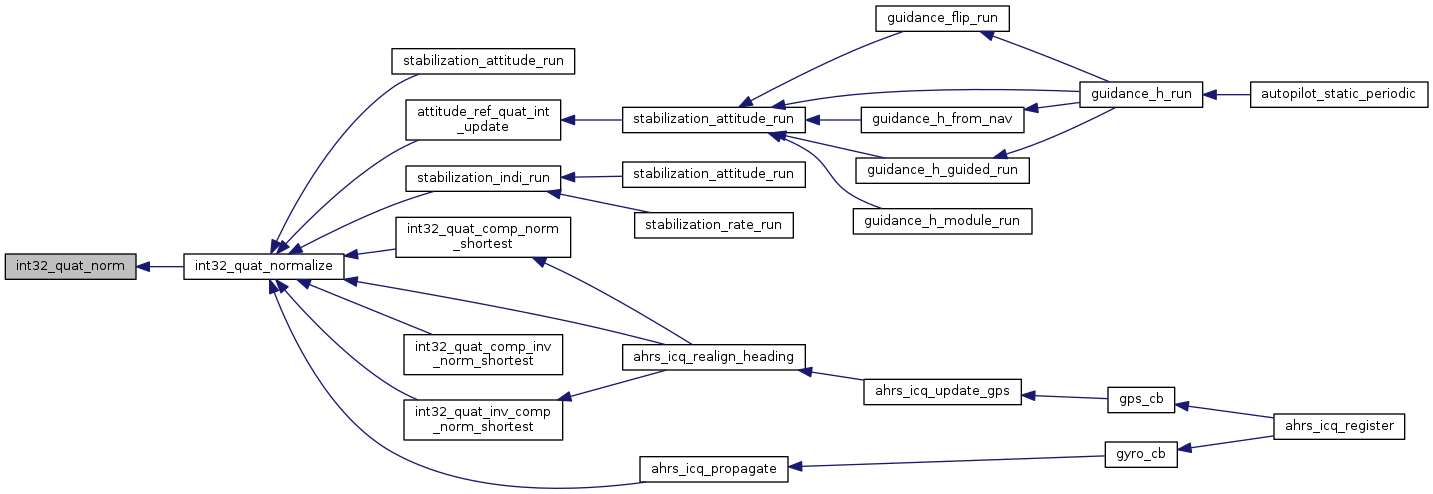 guidance_flip_run
stabilization_attitude_run
guidance_h_run
autopilot_static_periodic
attitude_ref_quat_int
_update
stabilization_attitude_run
guidance_h_from_nav
guidance_h_guided_run
stabilization_indi_run
stabilization_attitude_run
guidance_h_module_run
stabilization_rate_run
int32_quat_comp_norm
_shortest
int32_quat_norm
int32_quat_normalize
int32_quat_comp_inv
_norm_shortest
ahrs_icq_realign_heading
ahrs_icq_update_gps
gps_cb
int32_quat_inv_comp
_norm_shortest
ahrs_icq_register
gyro_cb
ahrs_icq_propagate